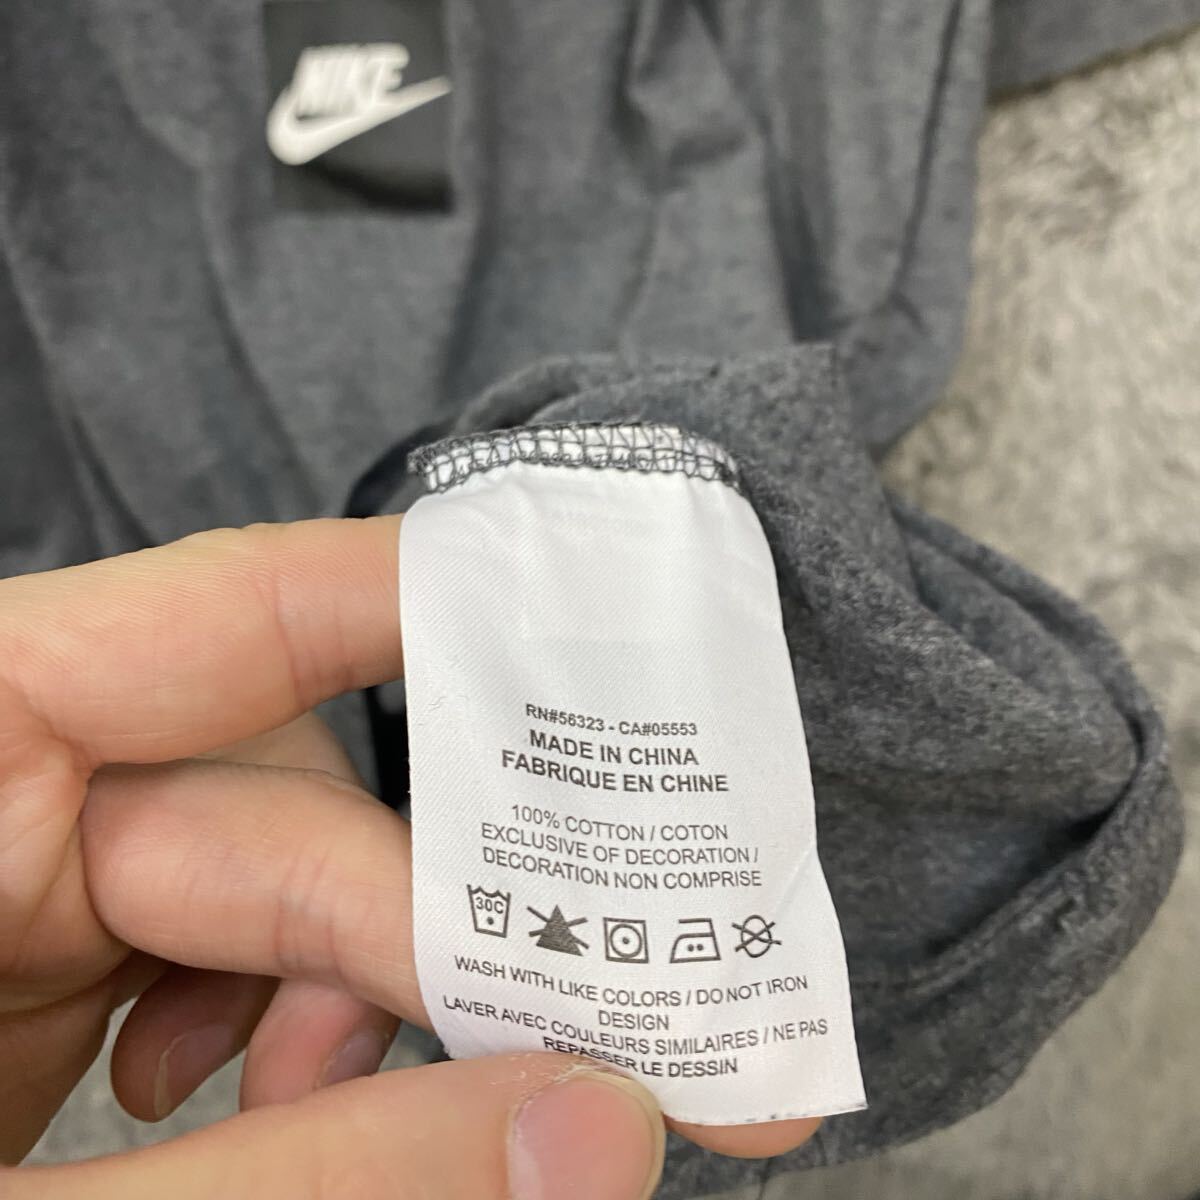 NIKE
RN#56323 - CA#05553
MADE IN CHINA
FABRIQUE EN CHINE
100% COTTON / COTON
EXCLUSIVE OF DECORATION /
DECORATION NON COMPRISE
30C
WASH WITH LIKE COLORS / DO NOT IRON
DESIGN
LAVER AVEC COULEURS SIMILAIRES / NE PAS
REPASSER LE DESSIN